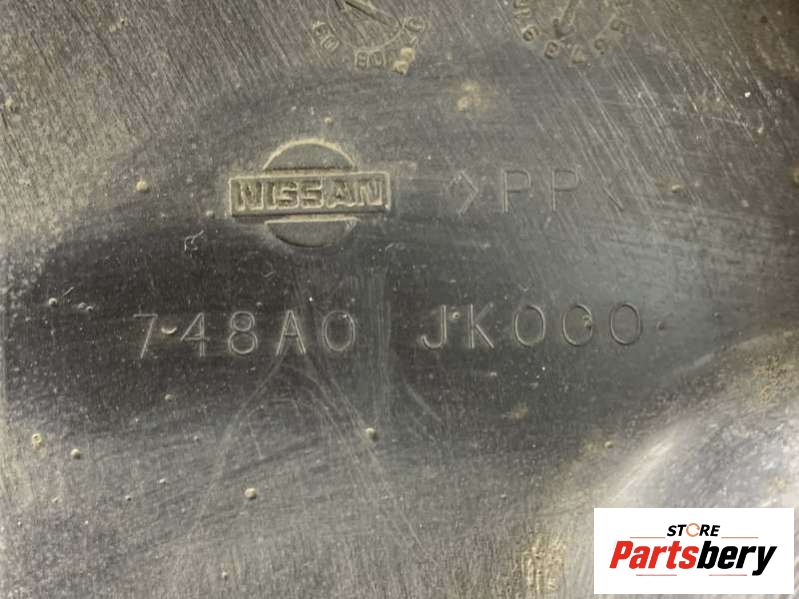 NISSAN >PP<
748A0 JK000
STORE
Partsbery